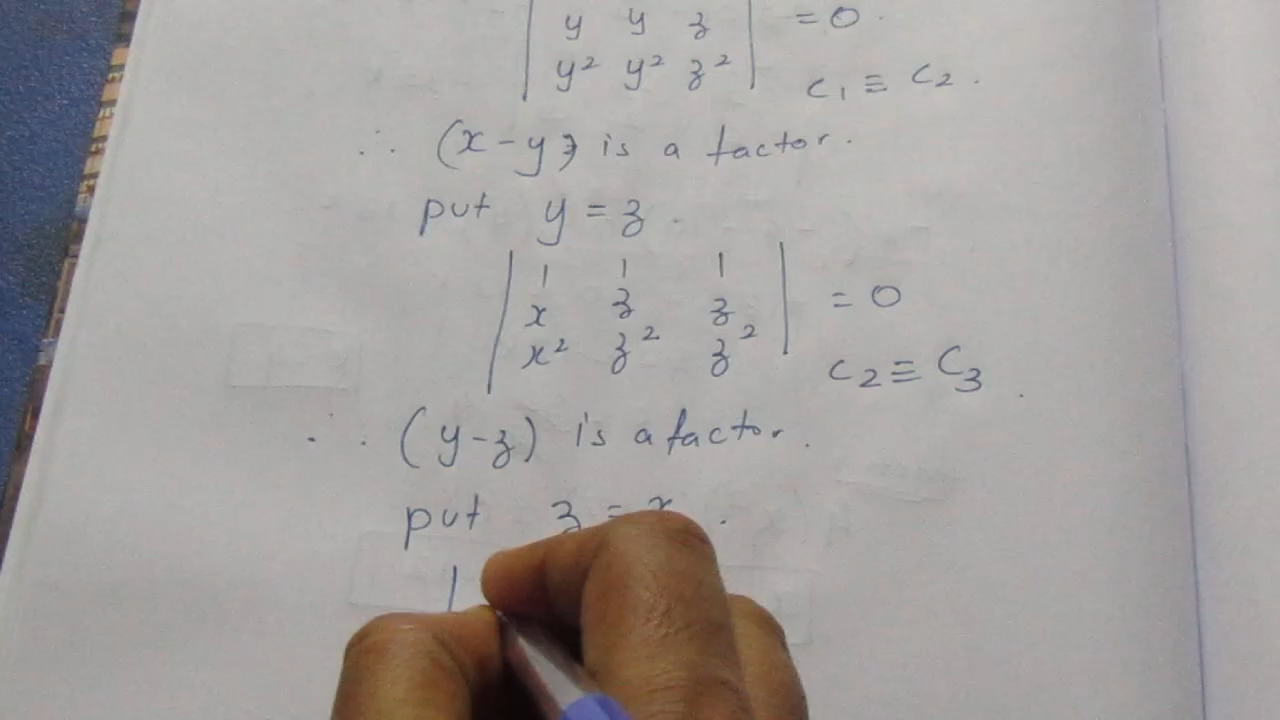 | y y z | = 0.
| y² y² z² | C₁ ≡ C₂.
∴ (x-y) is a factor.
put y = z.
| 1 1 1 |
| x z z | = 0
| x² z² z² | C₂ ≡ C₃.
∴ (y-z) is a factor.
put z = x.
|